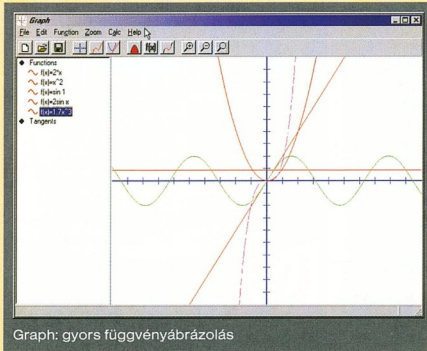 Graph
File Edit Function Zoom Calc Help
f(x)
Functions
f(x)=2*x
f(x)=x^2
f(x)=sin 1
f(x)=2sin x
f(x)=1.7x^3
Tangents
Graph: gyors függvényábrázolás